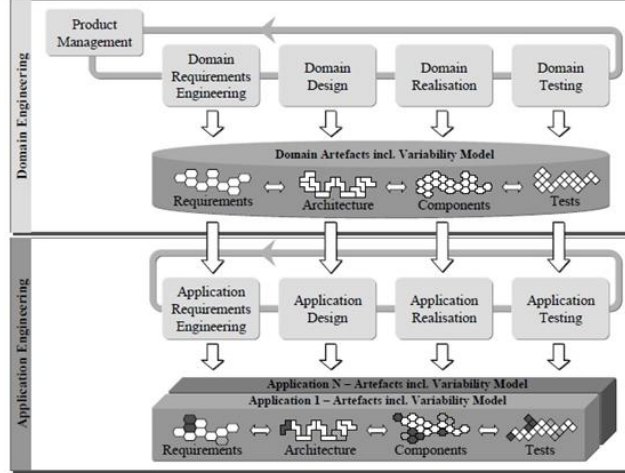 Domain Engineering
Product
Management
Domain
Requirements
Engineering
Domain
Design
Domain
Realisation
Domain
Testing
Domain Artefacts incl. Variability Model
Requirements
Architecture
Components
Tests
Application Engineering
Application
Requirements
Engineering
Application
Design
Application
Realisation
Application
Testing
Application N – Artefacts incl. Variability Model
Application 1 – Artefacts incl. Variability Model
Requirements
Architecture
Components
Tests